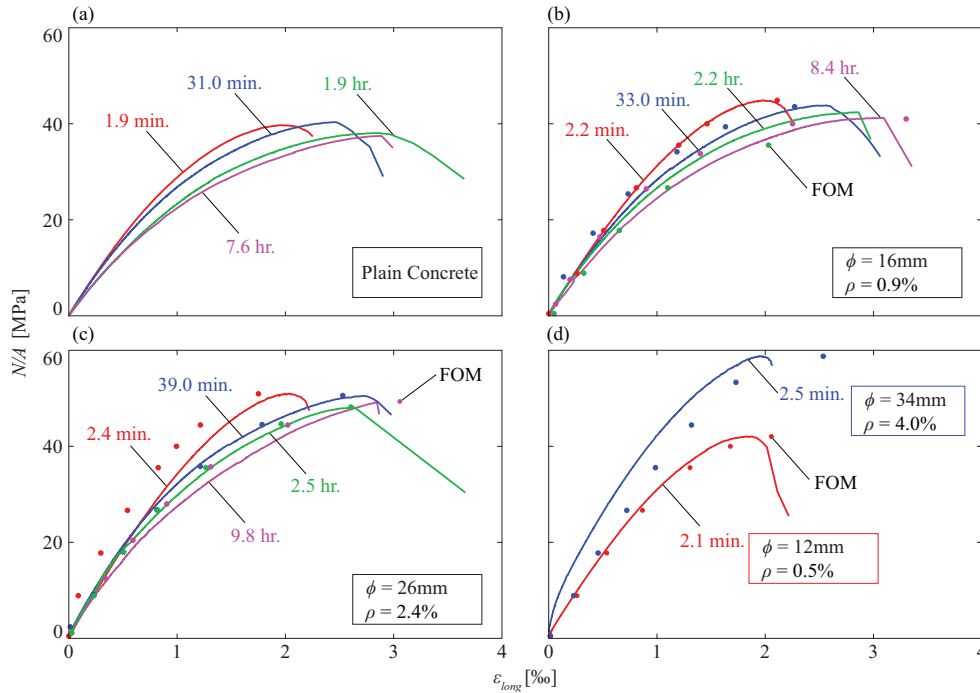 (a)
(b)
60
40
20
0
31.0 min.
1.9 hr.
1.9 min.
7.6 hr.
Plain Concrete
8.4 hr.
2.2 hr.
33.0 min.
2.2 min.
FOM
ϕ = 16mm
ρ = 0.9%
N/A [MPa]
(c)
(d)
60
40
20
0
39.0 min.
FOM
2.4 min.
2.5 hr.
9.8 hr.
ϕ = 26mm
ρ = 2.4%
2.5 min.
ϕ = 34mm
ρ = 4.0%
FOM
2.1 min.
ϕ = 12mm
ρ = 0.5%
0 1 2 3 4
0 1 2 3 4
ε_long [‰]